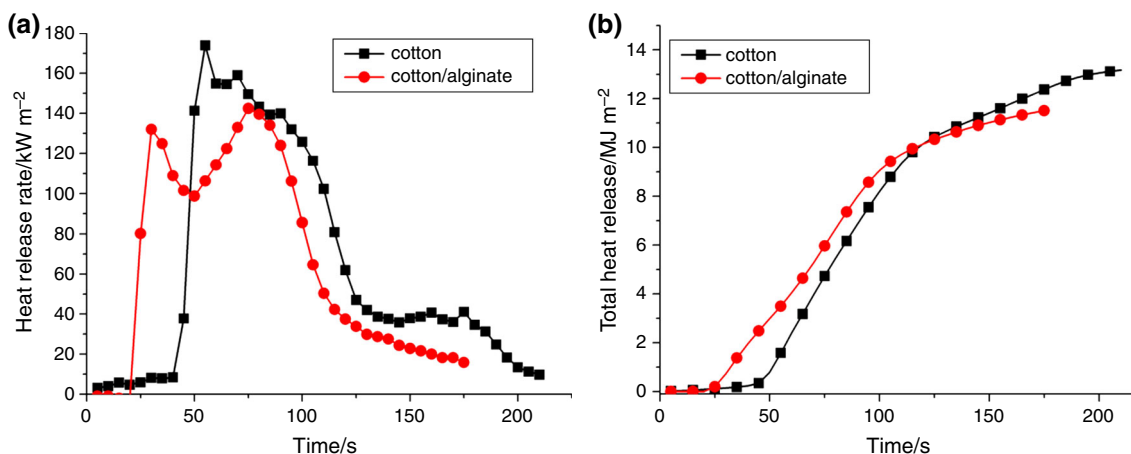 (a)
180
160
140
120
100
80
60
40
20
0
Heat release rate/kW m⁻²
cotton
cotton/alginate
0 50 100 150 200
Time/s
(b)
14
12
10
8
6
4
2
0
Total heat release/MJ m⁻²
cotton
cotton/alginate
0 50 100 150 200
Time/s